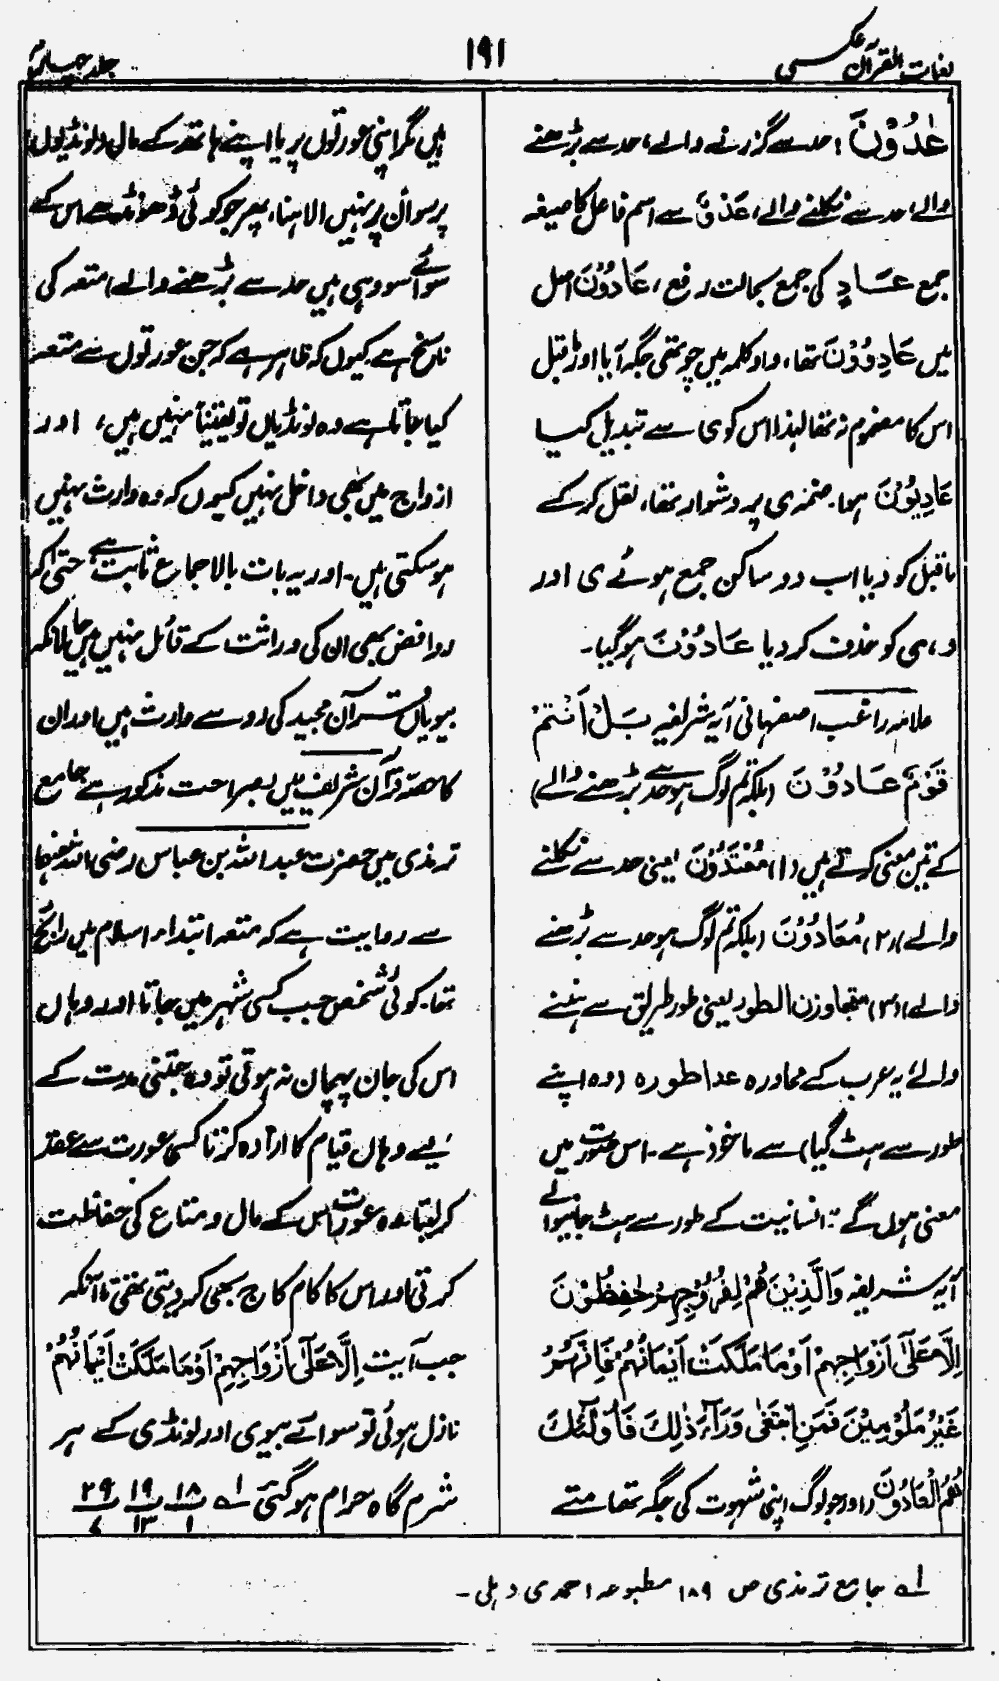 لغات القرآن عکسی
۱۹۱
جلد چہارم
عٰدُوْنَ؛ حد سے گزرنے والے، حد سے بڑھنے
والے، حد سے نکلنے والے، عَدْوٌ سے اسم فاعل کا صیغہ
جمع عَادٍ کی جمع بحالت رفع، عَادُوْنَ اصل
میں عَادِوُوْنَ تھا، واو کلمہ میں چوتھی جگہ آیا اور ماقبل
اس کا مضموم نہ تھا لہذا اس کو ی سے تبدیل کیا
عَادِیُوْنَ ہوا۔ ضمہ ی پر دشوار تھا، نقل کر کے
ماقبل کو دیا اب دو ساکن جمع ہوئے ی اور
و، ی کو حذف کر دیا عَادُوْنَ ہو گیا۔
علامہ راغب اصفہانی آیہ شریفہ بَلْ اَنْتُمْ
قَوْمٌ عَادُوْنَ (بلکہ تم لوگ ہو حد سے بڑھنے والے)
کے تین معنی کرتے ہیں (۱) مُعْتَدُوْنَ یعنی حد سے نکلنے
والے (۲) مُعَادُوْنَ (بلکہ تم لوگ ہو حد سے بڑھنے
والے) (۳) متجاوزن الطور یعنی طور طریق سے ہٹنے
والے، یہ عرب کے محاورہ عدا طورہ (وہ اپنے
طور سے ہٹ گیا) سے ماخوذ ہے۔ اس صورت میں
معنی ہوں گے "انسانیت کے طور سے ہٹ جانیوالے
آیہ شریفہ وَالَّذِیْنَ ھُمْ لِفُرُوْجِہِمْ حٰفِظُوْنَ
اِلَّا عَلٰٓی اَزْوَاجِہِمْ اَوْ مَا مَلَکَتْ اَیْمَانُہُمْ فَاِنَّہُمْ
غَیْرُ مَلُوْمِیْنَ فَمَنِ ابْتَغٰی وَرَآءَ ذٰلِکَ فَاُولٰٓئِکَ
ھُمُ الْعَادُوْنَ (اور جو لوگ اپنی شہوت کی جگہ تھامتے
ہیں مگر اپنی عورتوں پر یا اپنے ہاتھ کے مال (لونڈیوں)
پر سو اُن پر نہیں الاہنا، پھر جو کوئی ڈھونڈھے اس کے
سوائے سو وہی ہیں حد سے بڑھنے والے) متعہ کی
ناسخ ہے کیوں کہ ظاہر ہے کہ جن عورتوں سے متعہ
کیا جاتا ہے وہ لونڈیاں تو یقیناً نہیں ہیں، اور
ازواج میں بھی داخل نہیں کیوں کہ وہ وارث نہیں
ہو سکتی ہیں۔ اور یہ بات بالاجماع ثابت ہے، حتیٰ کہ
روافض بھی ان کی وراثت کے قائل نہیں ہیں حالانکہ
بیویاں قرآن مجید کی رو سے وارث ہیں اور ان
کا حصّہ قرآن شریف میں بصراحت مذکور ہے جامع
ترمذی میں حضرت عبد اللہ بن عباس رضی اللہ عنہما
سے روایت ہے کہ متعہ ابتداء اسلام میں رائج
تھا۔ کوئی شخص جب کسی شہر میں جاتا اور وہاں
اس کی جان پہچان نہ ہوتی تو وہ جتنی مدت کے
لیے وہاں قیام کا ارادہ کرتا کسی عورت سے عقد
کر لیتا وہ عورت اس کے مال و متاع کی حفاظت
کرتی اور اس کا کام کاج بھی کر دیتی تھی تا آنکہ
جب آیت اِلَّا عَلٰٓی اَزْوَاجِہِمْ اَوْ مَا مَلَکَتْ اَیْمَانُہُمْ
نازل ہوئی تو سوائے بیوی اور لونڈی کے ہر
شرم گاہ حرام ہو گئی ۱؎ ۱۸/۱ ۱۹/۱۳ ۲۹/۷
۱؎ جامع ترمذی ص ۱۸۹ مطبوعہ احمدی دہلی۔